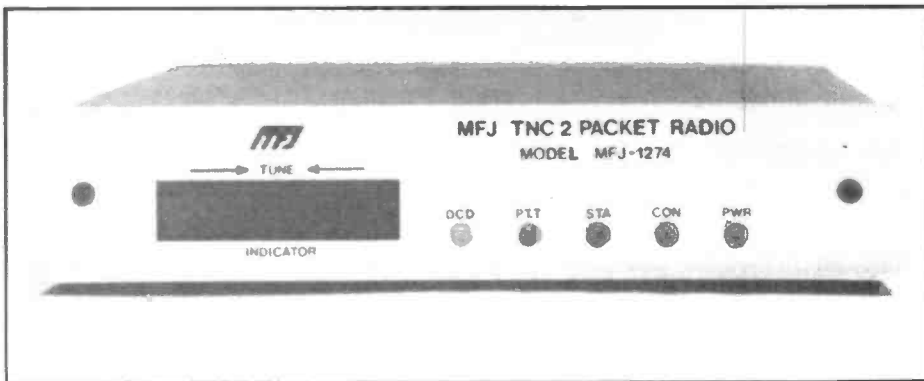 MFJ
MFJ TNC 2 PACKET RADIO
MODEL MFJ-1274
TUNE
INDICATOR
DCD PTT STA CON PWR